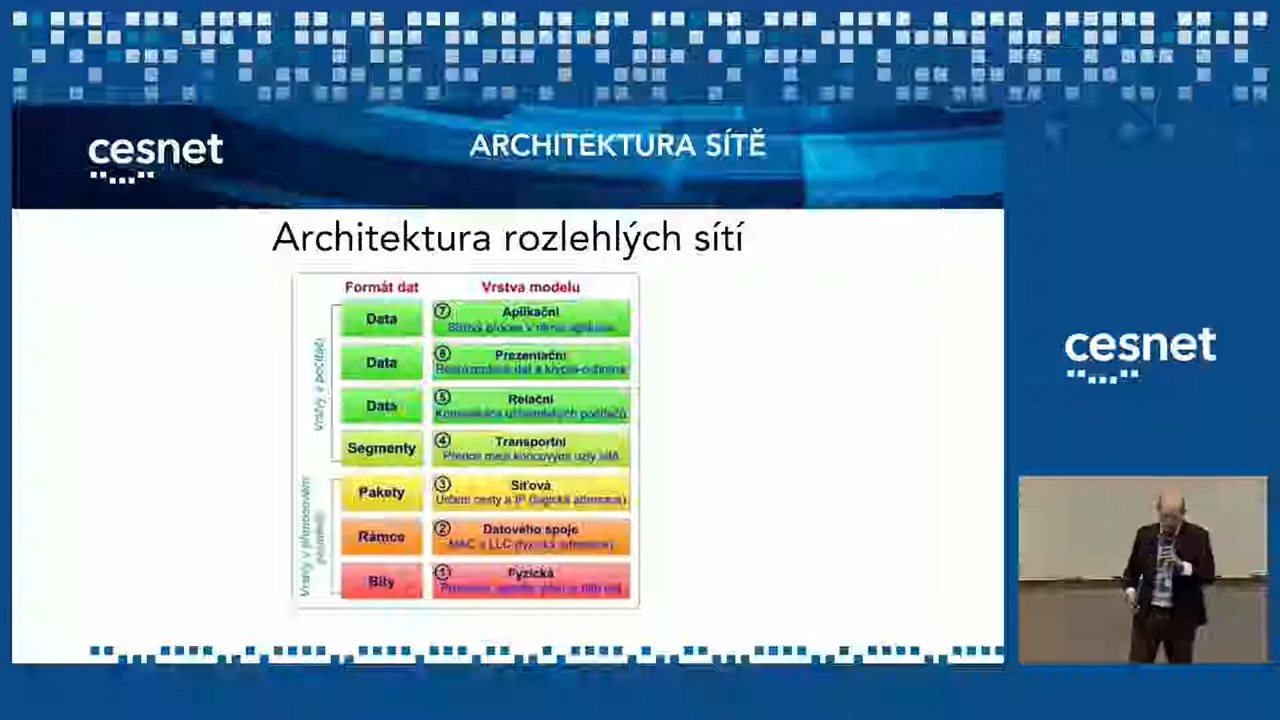 cesnet
ARCHITEKTURA SÍTĚ
Architektura rozlehlých sítí
Formát dat
Vrstva modelu
Data
7
Aplikační
Data
6
Prezentační
Data
5
Relační
Segmenty
4
Transportní
Přenos mezi koncovými uzly sítě
Pakety
3
Síťová
Určení cesty a IP (logická adresace)
Rámce
2
Datového spoje
MAC a LLC (fyzická adresace)
Bity
1
Fyzická
cesnet